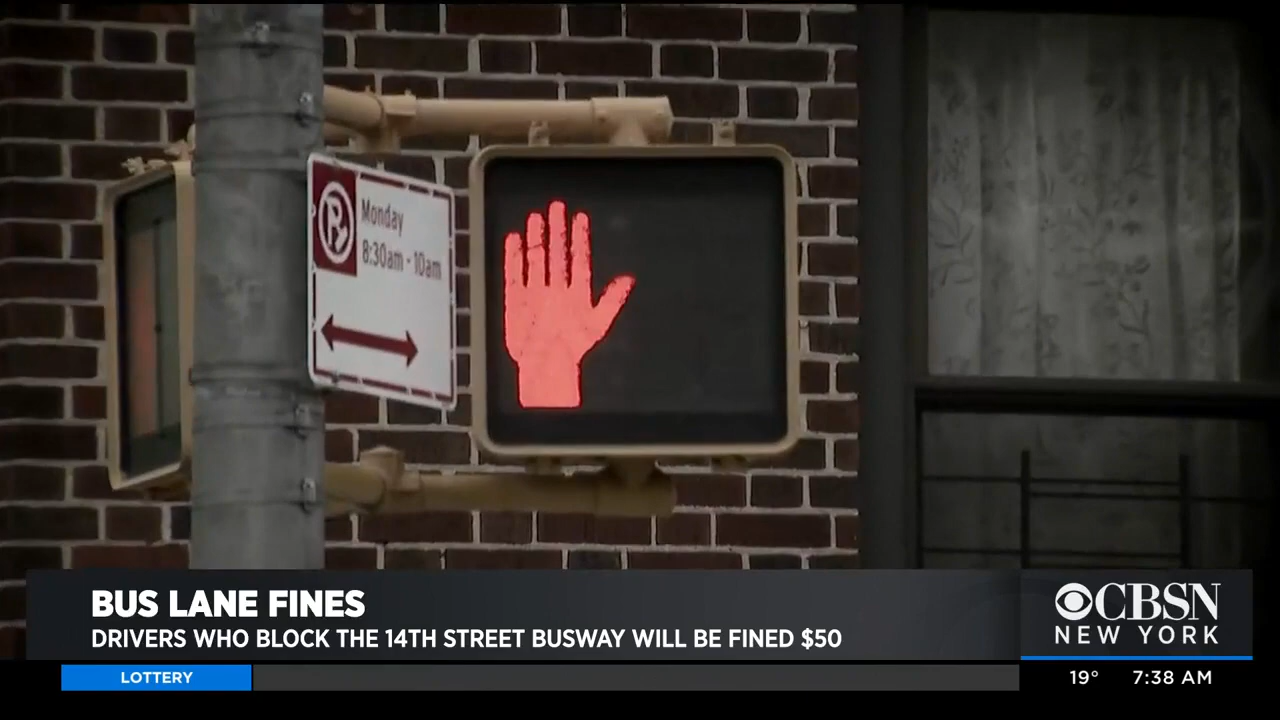 Monday
8:30am - 10am
BUS LANE FINES
DRIVERS WHO BLOCK THE 14TH STREET BUSWAY WILL BE FINED $50
CBSN
NEW YORK
LOTTERY
19° 7:38 AM